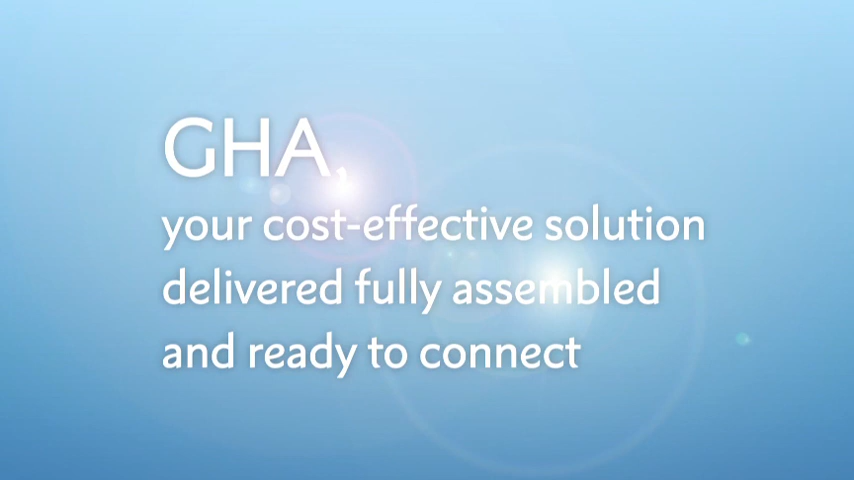 GHA,
your cost-effective solution
delivered fully assembled
and ready to connect